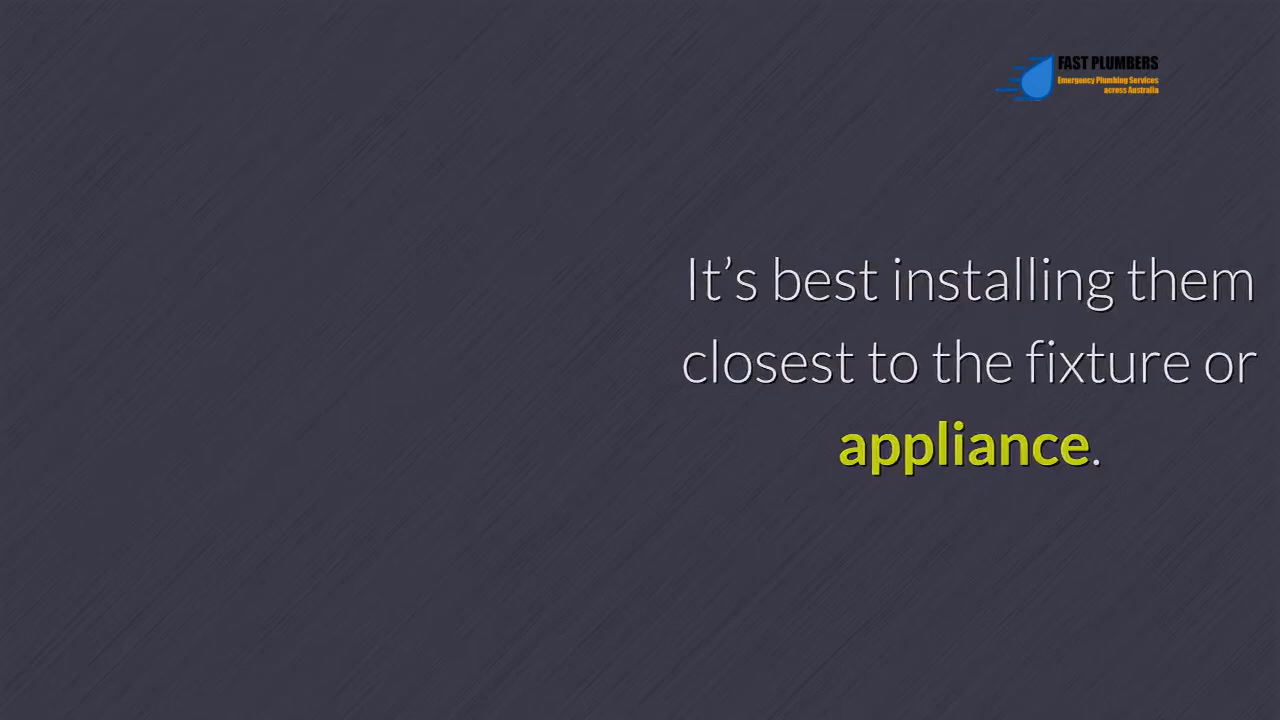 FAST PLUMBERS
Emergency Plumbing Services
across Australia
It’s best installing them
closest to the fixture or
appliance.